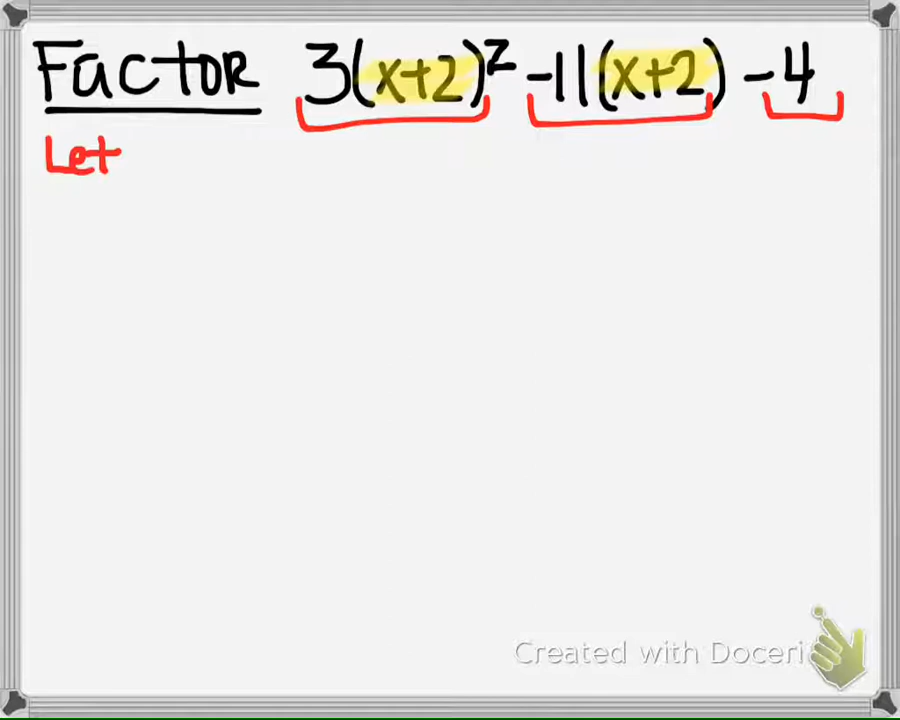 Factor 3(x+2)² -11(x+2) -4
Let
Created with Doceri